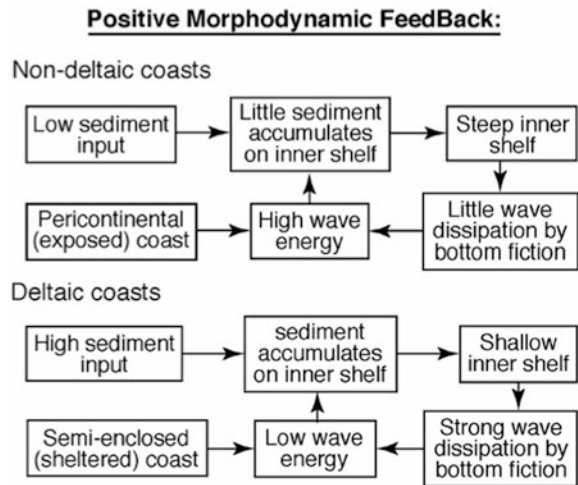 Positive Morphodynamic FeedBack:
Non-deltaic coasts
Low sediment
input
Little sediment
accumulates
on inner shelf
Steep inner
shelf
Pericontinental
(exposed) coast
High wave
energy
Little wave
dissipation by
bottom fiction
Deltaic coasts
High sediment
input
sediment
accumulates
on inner shelf
Shallow
inner shelf
Semi-enclosed
(sheltered) coast
Low wave
energy
Strong wave
dissipation by
bottom fiction